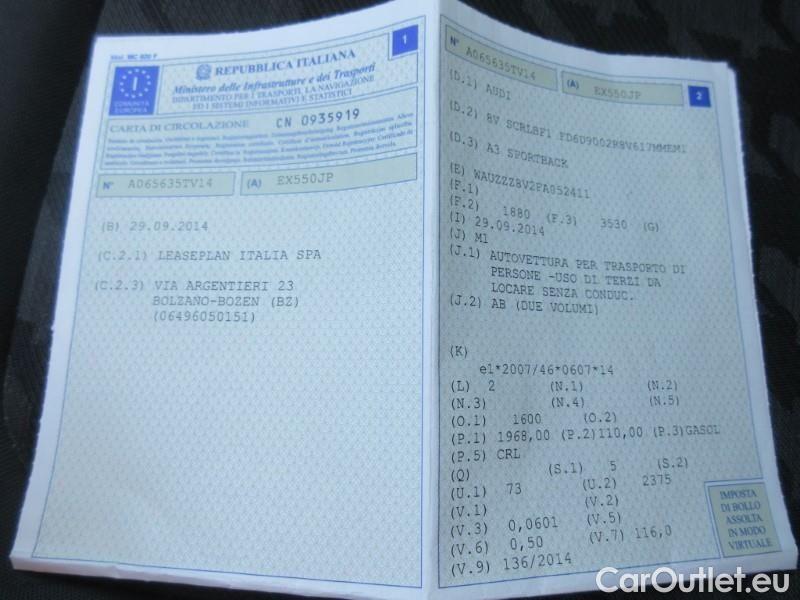 Mod. MC 820 F
1
REPUBBLICA ITALIANA
Ministero delle Infrastrutture e dei Trasporti
DIPARTIMENTO PER I TRASPORTI, LA NAVIGAZIONE
ED I SISTEMI INFORMATIVI E STATISTICI
I
COMUNITÀ
EUROPEA
CARTA DI CIRCOLAZIONE CN 0935919
N° A065635TV14 (A) EX550JP
(B) 29.09.2014
(C.2.1) LEASEPLAN ITALIA SPA
(C.2.3) VIA ARGENTIERI 23
BOLZANO-BOZEN (BZ)
(06496050151)
N° A065635TV14 (A) EX550JP
2
(D.1) AUDI
(D.2) 8V SCRLBF1 FD6D9002R8V617MMEM1
(D.3) A3 SPORTBACK
(E) WAUZZZ8V2FA052411
(F.1)
(F.2) 1880 (F.3) 3530 (G)
(I) 29.09.2014
(J) M1
(J.1) AUTOVETTURA PER TRASPORTO DI
PERSONE -USO DI TERZI DA
LOCARE SENZA CONDUC.
(J.2) AB (DUE VOLUMI)
(K)
e1*2007/46*0607*14
(L) 2 (N.1) (N.2)
(N.3) (N.4) (N.5)
(O.1) 1600 (O.2)
(P.1) 1968,00 (P.2)110,00 (P.3)GASOL
(P.5) CRL
(Q) (S.1) 5 (S.2)
(U.1) 73 (U.2) 2375
(V.1) (V.2)
(V.3) 0,0601 (V.5)
(V.6) 0,50 (V.7) 116,0
(V.9) 136/2014
IMPOSTA
DI BOLLO
ASSOLTA
IN MODO
VIRTUALE
CarOutlet.eu